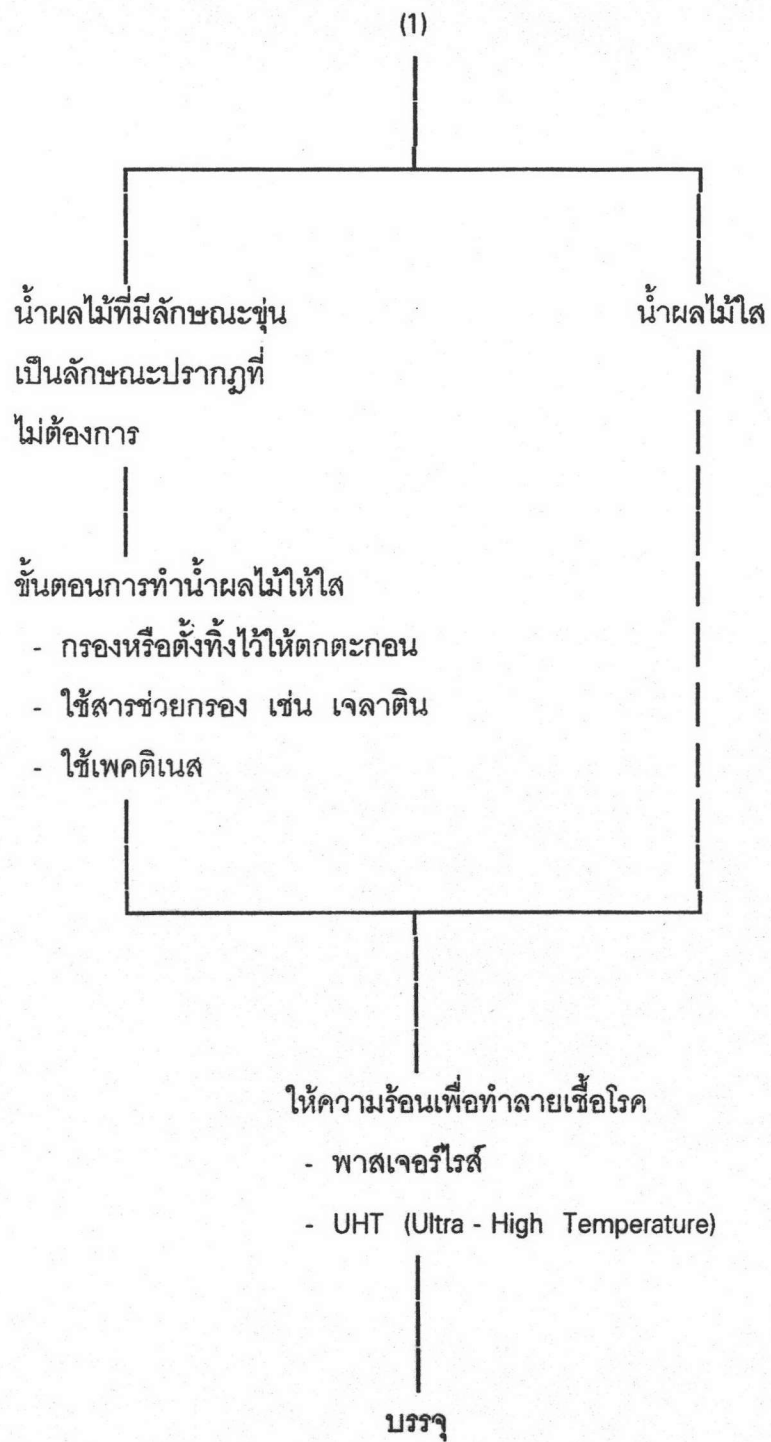 (1)
น้ำผลไม้ที่มีลักษณะขุ่น
เป็นลักษณะปรากฏที่
ไม่ต้องการ
น้ำผลไม้ใส
ขั้นตอนการทำน้ำผลไม้ให้ใส
- กรองหรือตั้งทิ้งไว้ให้ตกตะกอน
- ใช้สารช่วยกรอง เช่น เจลาติน
- ใช้เพคติเนส
ให้ความร้อนเพื่อทำลายเชื้อโรค
- พาสเจอร์ไรส์
- UHT (Ultra - High Temperature)
บรรจุ